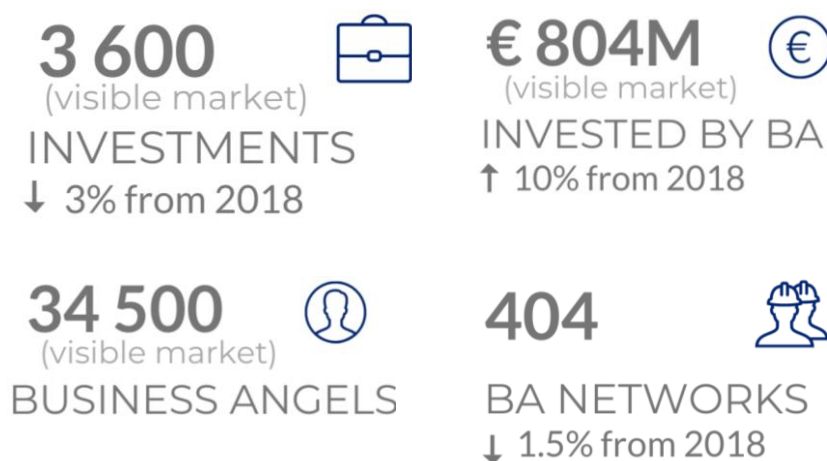 3 600
(visible market)
INVESTMENTS
↓ 3% from 2018
€ 804M
(visible market)
INVESTED BY BA
↑ 10% from 2018
34 500
(visible market)
BUSINESS ANGELS
404
BA NETWORKS
↓ 1.5% from 2018